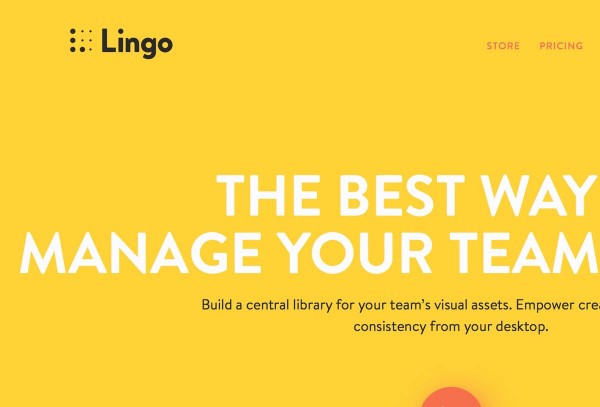 Lingo
STORE PRICING
THE BEST WAY
MANAGE YOUR TEAM
Build a central library for your team's visual assets. Empower crea
consistency from your desktop.